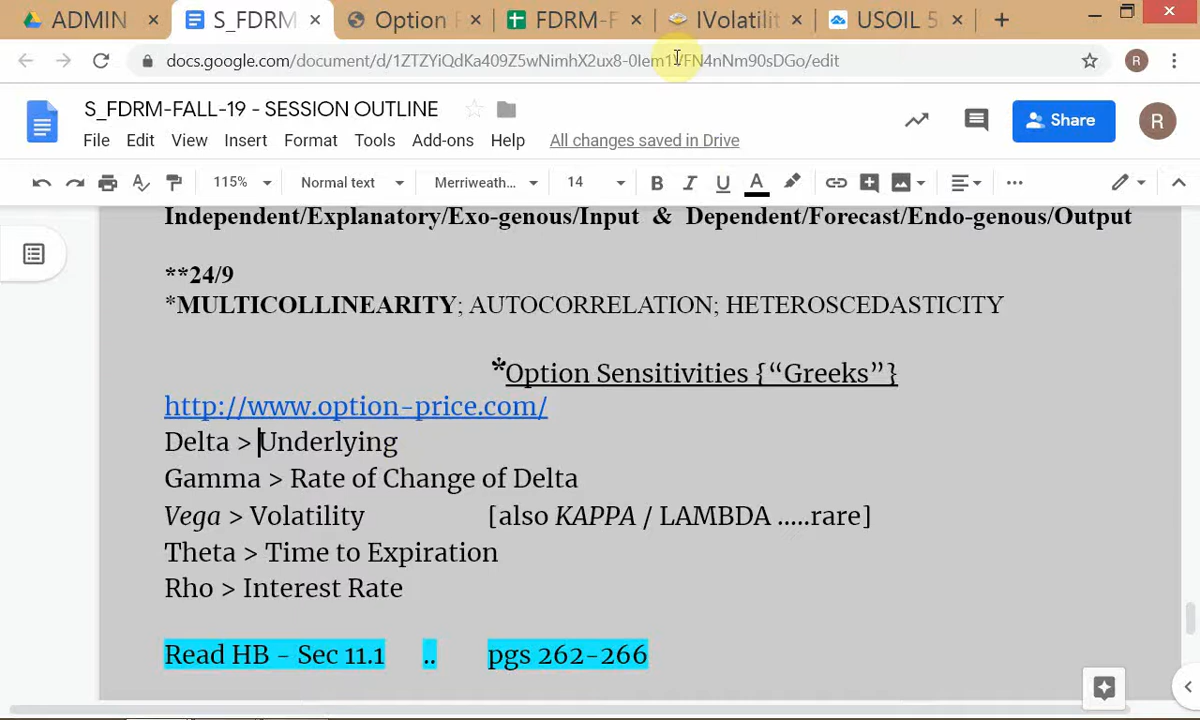 ADMIN × S_FDRM × Option × FDRM-F × IVolatilit × USOIL 5 × +
docs.google.com/document/d/1ZTZYiQdKa409Z5wNimhX2ux8-0lem1VFN4nNm90sDGo/edit R
S_FDRM-FALL-19 - SESSION OUTLINE
File Edit View Insert Format Tools Add-ons Help All changes saved in Drive Share R
115% Normal text Merriweath... 14 B I U A
Independent/Explanatory/Exo-genous/Input & Dependent/Forecast/Endo-genous/Output
**24/9
*MULTICOLLINEARITY; AUTOCORRELATION; HETEROSCEDASTICITY
*Option Sensitivities {“Greeks”}
http://www.option-price.com/
Delta > Underlying
Gamma > Rate of Change of Delta
Vega > Volatility [also KAPPA / LAMBDA .....rare]
Theta > Time to Expiration
Rho > Interest Rate
Read HB - Sec 11.1 .. pgs 262-266